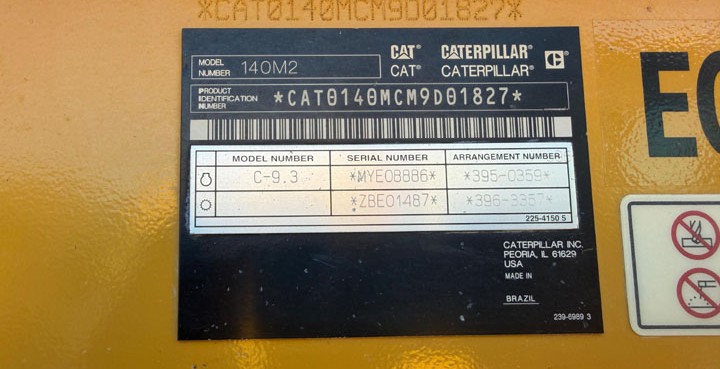 *CAT0140MCM9D01827*
MODEL NUMBER 140M2
CAT® CATERPILLAR®
CAT® CATERPILLAR® C
PRODUCT IDENTIFICATION NUMBER *CAT0140MCM9D01827*
MODEL NUMBER SERIAL NUMBER ARRANGEMENT NUMBER
C-9.3 *MYE08886* *395-0359*
*ZBE01487* *396-3357*
225-4150 5
CATERPILLAR INC.
PEORIA, IL 61629
USA
MADE IN
BRAZIL
239-6989 3